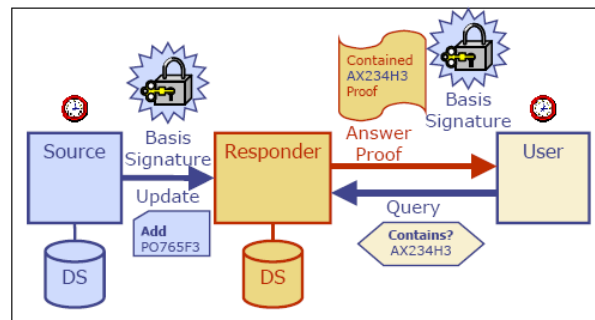 Contained
AX234H3
Proof
Basis
Signature
Basis
Signature
Answer
Proof
Source
Responder
User
Update
Query
Add
PO765F3
Contains?
AX234H3
DS
DS